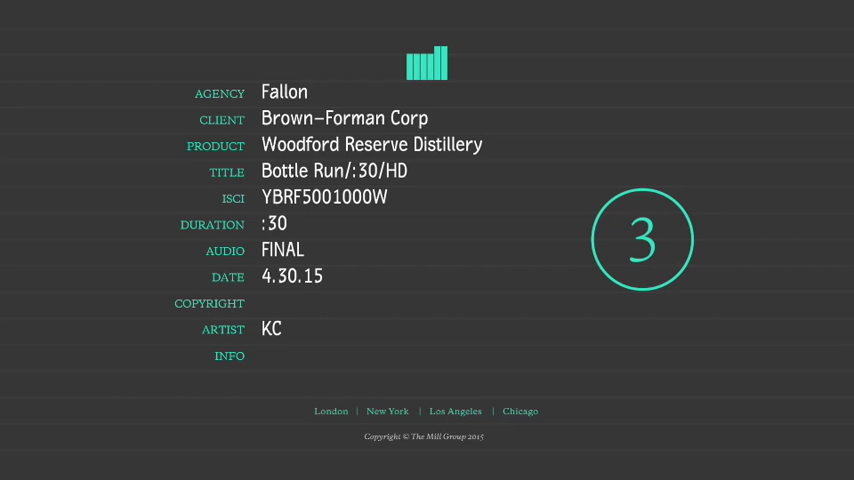 AGENCY Fallon
CLIENT Brown-Forman Corp
PRODUCT Woodford Reserve Distillery
TITLE Bottle Run/:30/HD
ISCI YBRF5001000W
DURATION :30
AUDIO FINAL
DATE 4.30.15
COPYRIGHT
ARTIST KC
INFO
3
London | New York | Los Angeles | Chicago
Copyright © The Mill Group 2015